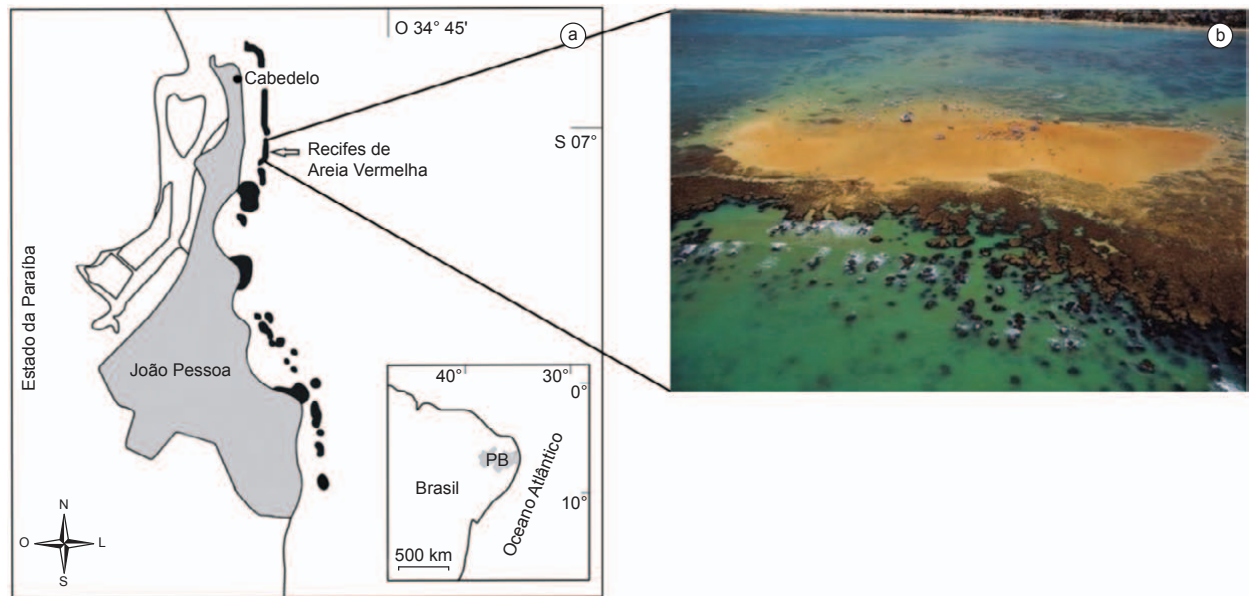 O 34° 45'
a
Cabedelo
S 07°
Recifes de
Areia Vermelha
Estado da Paraíba
João Pessoa
40°
30°
0°
PB
Brasil
Oceano Atlântico
10°
500 km
N
O
L
S
b